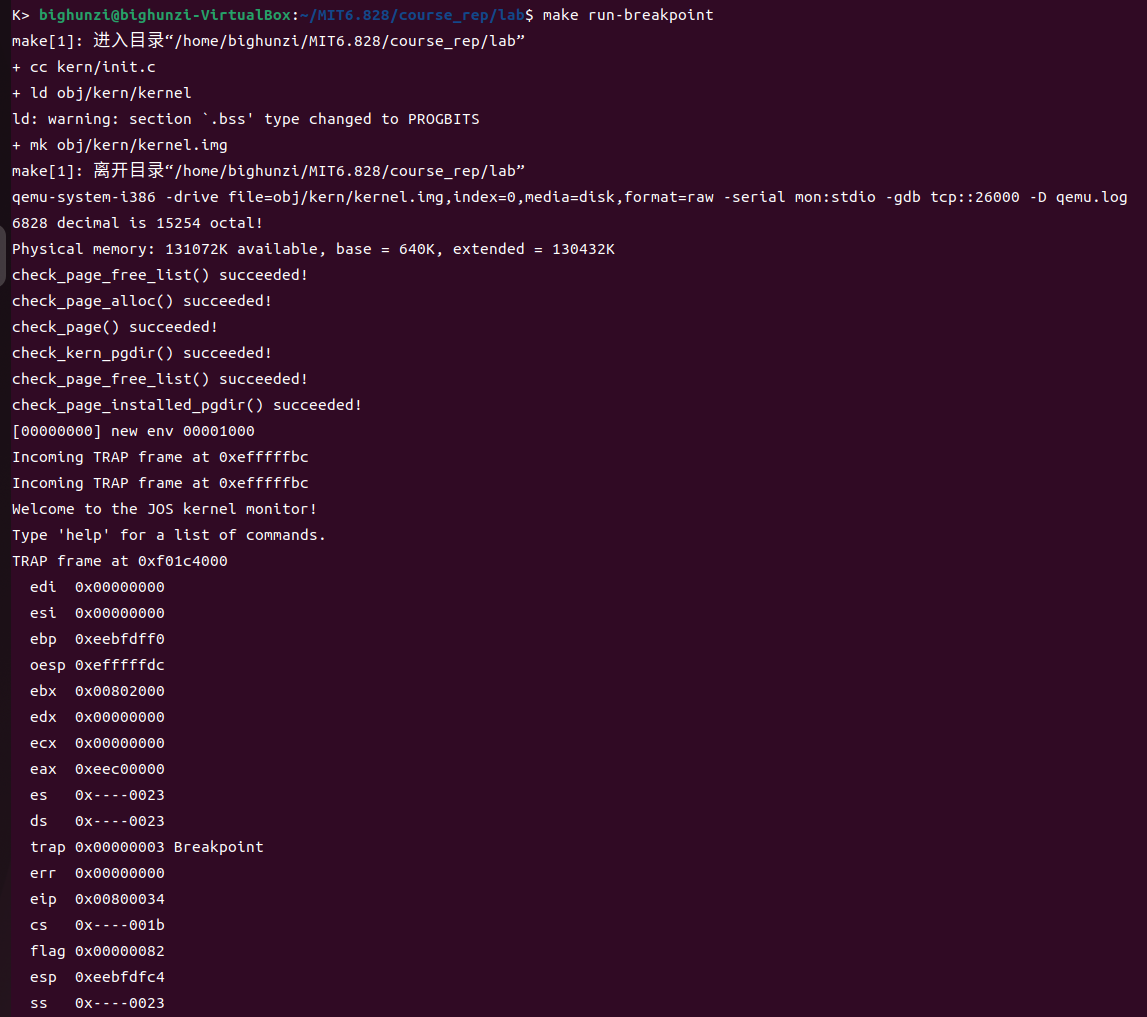 K> bighunzi@bighunzi-VirtualBox:~/MIT6.828/course_rep/lab$ make run-breakpoint
make[1]: 进入目录“/home/bighunzi/MIT6.828/course_rep/lab”
+ cc kern/init.c
+ ld obj/kern/kernel
ld: warning: section `.bss' type changed to PROGBITS
+ mk obj/kern/kernel.img
make[1]: 离开目录“/home/bighunzi/MIT6.828/course_rep/lab”
qemu-system-i386 -drive file=obj/kern/kernel.img,index=0,media=disk,format=raw -serial mon:stdio -gdb tcp::26000 -D qemu.log
6828 decimal is 15254 octal!
Physical memory: 131072K available, base = 640K, extended = 130432K
check_page_free_list() succeeded!
check_page_alloc() succeeded!
check_page() succeeded!
check_kern_pgdir() succeeded!
check_page_free_list() succeeded!
check_page_installed_pgdir() succeeded!
[00000000] new env 00001000
Incoming TRAP frame at 0xefffffbc
Incoming TRAP frame at 0xefffffbc
Welcome to the JOS kernel monitor!
Type 'help' for a list of commands.
TRAP frame at 0xf01c4000
  edi  0x00000000
  esi  0x00000000
  ebp  0xeebfdff0
  oesp 0xefffffdc
  ebx  0x00802000
  edx  0x00000000
  ecx  0x00000000
  eax  0xeec00000
  es   0x----0023
  ds   0x----0023
  trap 0x00000003 Breakpoint
  err  0x00000000
  eip  0x00800034
  cs   0x----001b
  flag 0x00000082
  esp  0xeebfdfc4
  ss   0x----0023